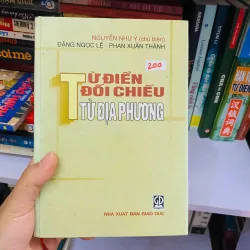 NGUYỄN NHƯ Ý (chủ biên)
ĐẶNG NGỌC LỆ - PHAN XUÂN THÀNH
TỪ ĐIỂN
ĐỐI CHIẾU
TỪ ĐỊA PHƯƠNG
200
NHÀ XUẤT BẢN GIÁO DỤC